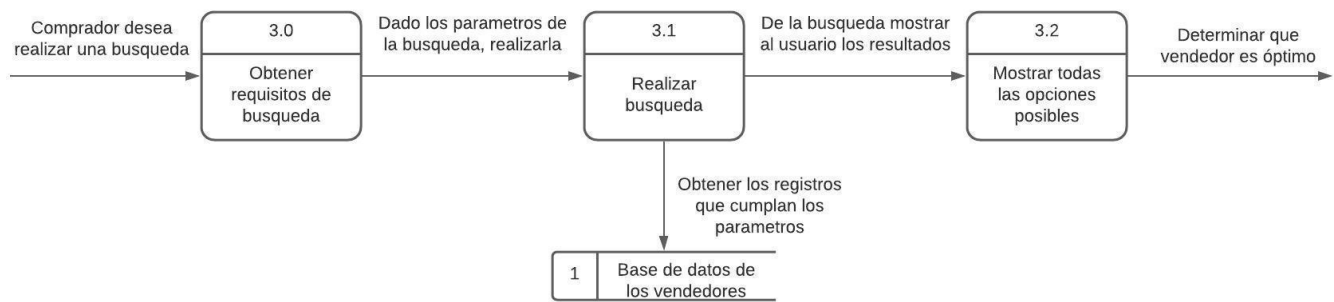 Comprador desea
realizar una busqueda
3.0
Obtener
requisitos de
busqueda
Dado los parametros de
la busqueda, realizarla
3.1
Realizar
busqueda
De la busqueda mostrar
al usuario los resultados
3.2
Mostrar todas
las opciones
posibles
Determinar que
vendedor es óptimo
Obtener los registros
que cumplan los
parametros
1
Base de datos de
los vendedores